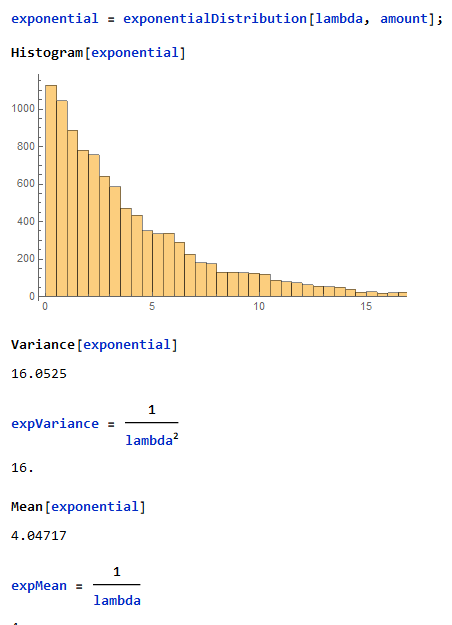 exponential = exponentialDistribution[lambda, amount];
Histogram[exponential]
1000
800
600
400
200
0
0 5 10 15
Variance[exponential]
16.0525
expVariance = 1
lambda²
16.
Mean[exponential]
4.04717
expMean = 1
lambda